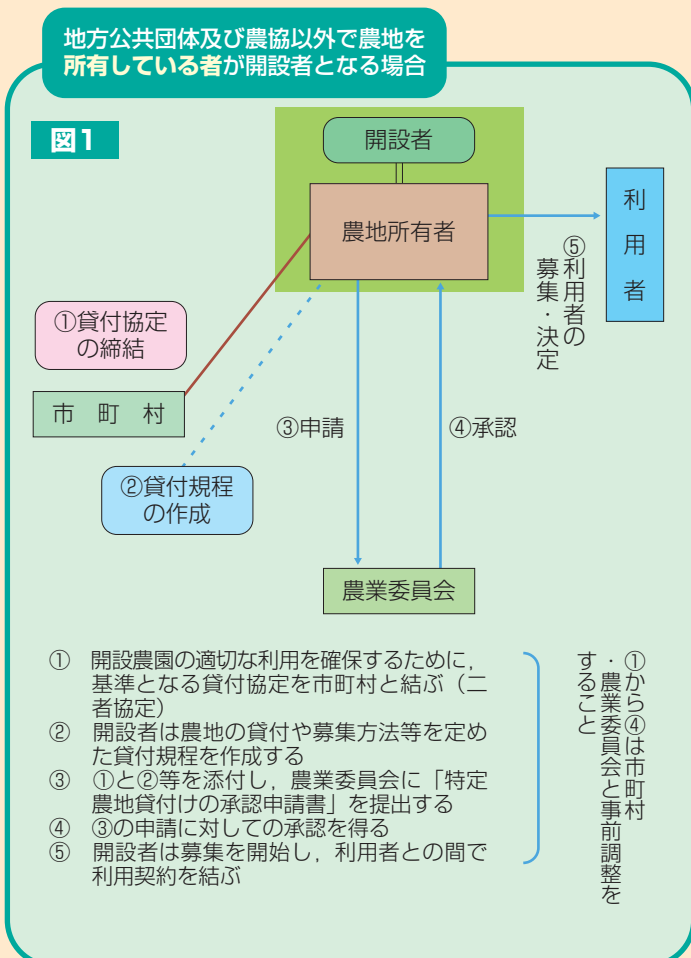 地方公共団体及び農協以外で農地を
所有している者が開設者となる場合
図1
開設者
農地所有者
利用者
⑤利用者の
募集・決定
①貸付協定
の締結
市 町 村
②貸付規程
の作成
③申請
④承認
農業委員会
① 開設農園の適切な利用を確保するために，
基準となる貸付協定を市町村と結ぶ（二
者協定）
② 開設者は農地の貸付や募集方法等を定め
た貸付規程を作成する
③ ①と②等を添付し，農業委員会に「特定
農地貸付けの承認申請書」を提出する
④ ③の申請に対しての承認を得る
⑤ 開設者は募集を開始し，利用者との間で
利用契約を結ぶ
①から④は市町村
・農業委員会と事前調整を
すること